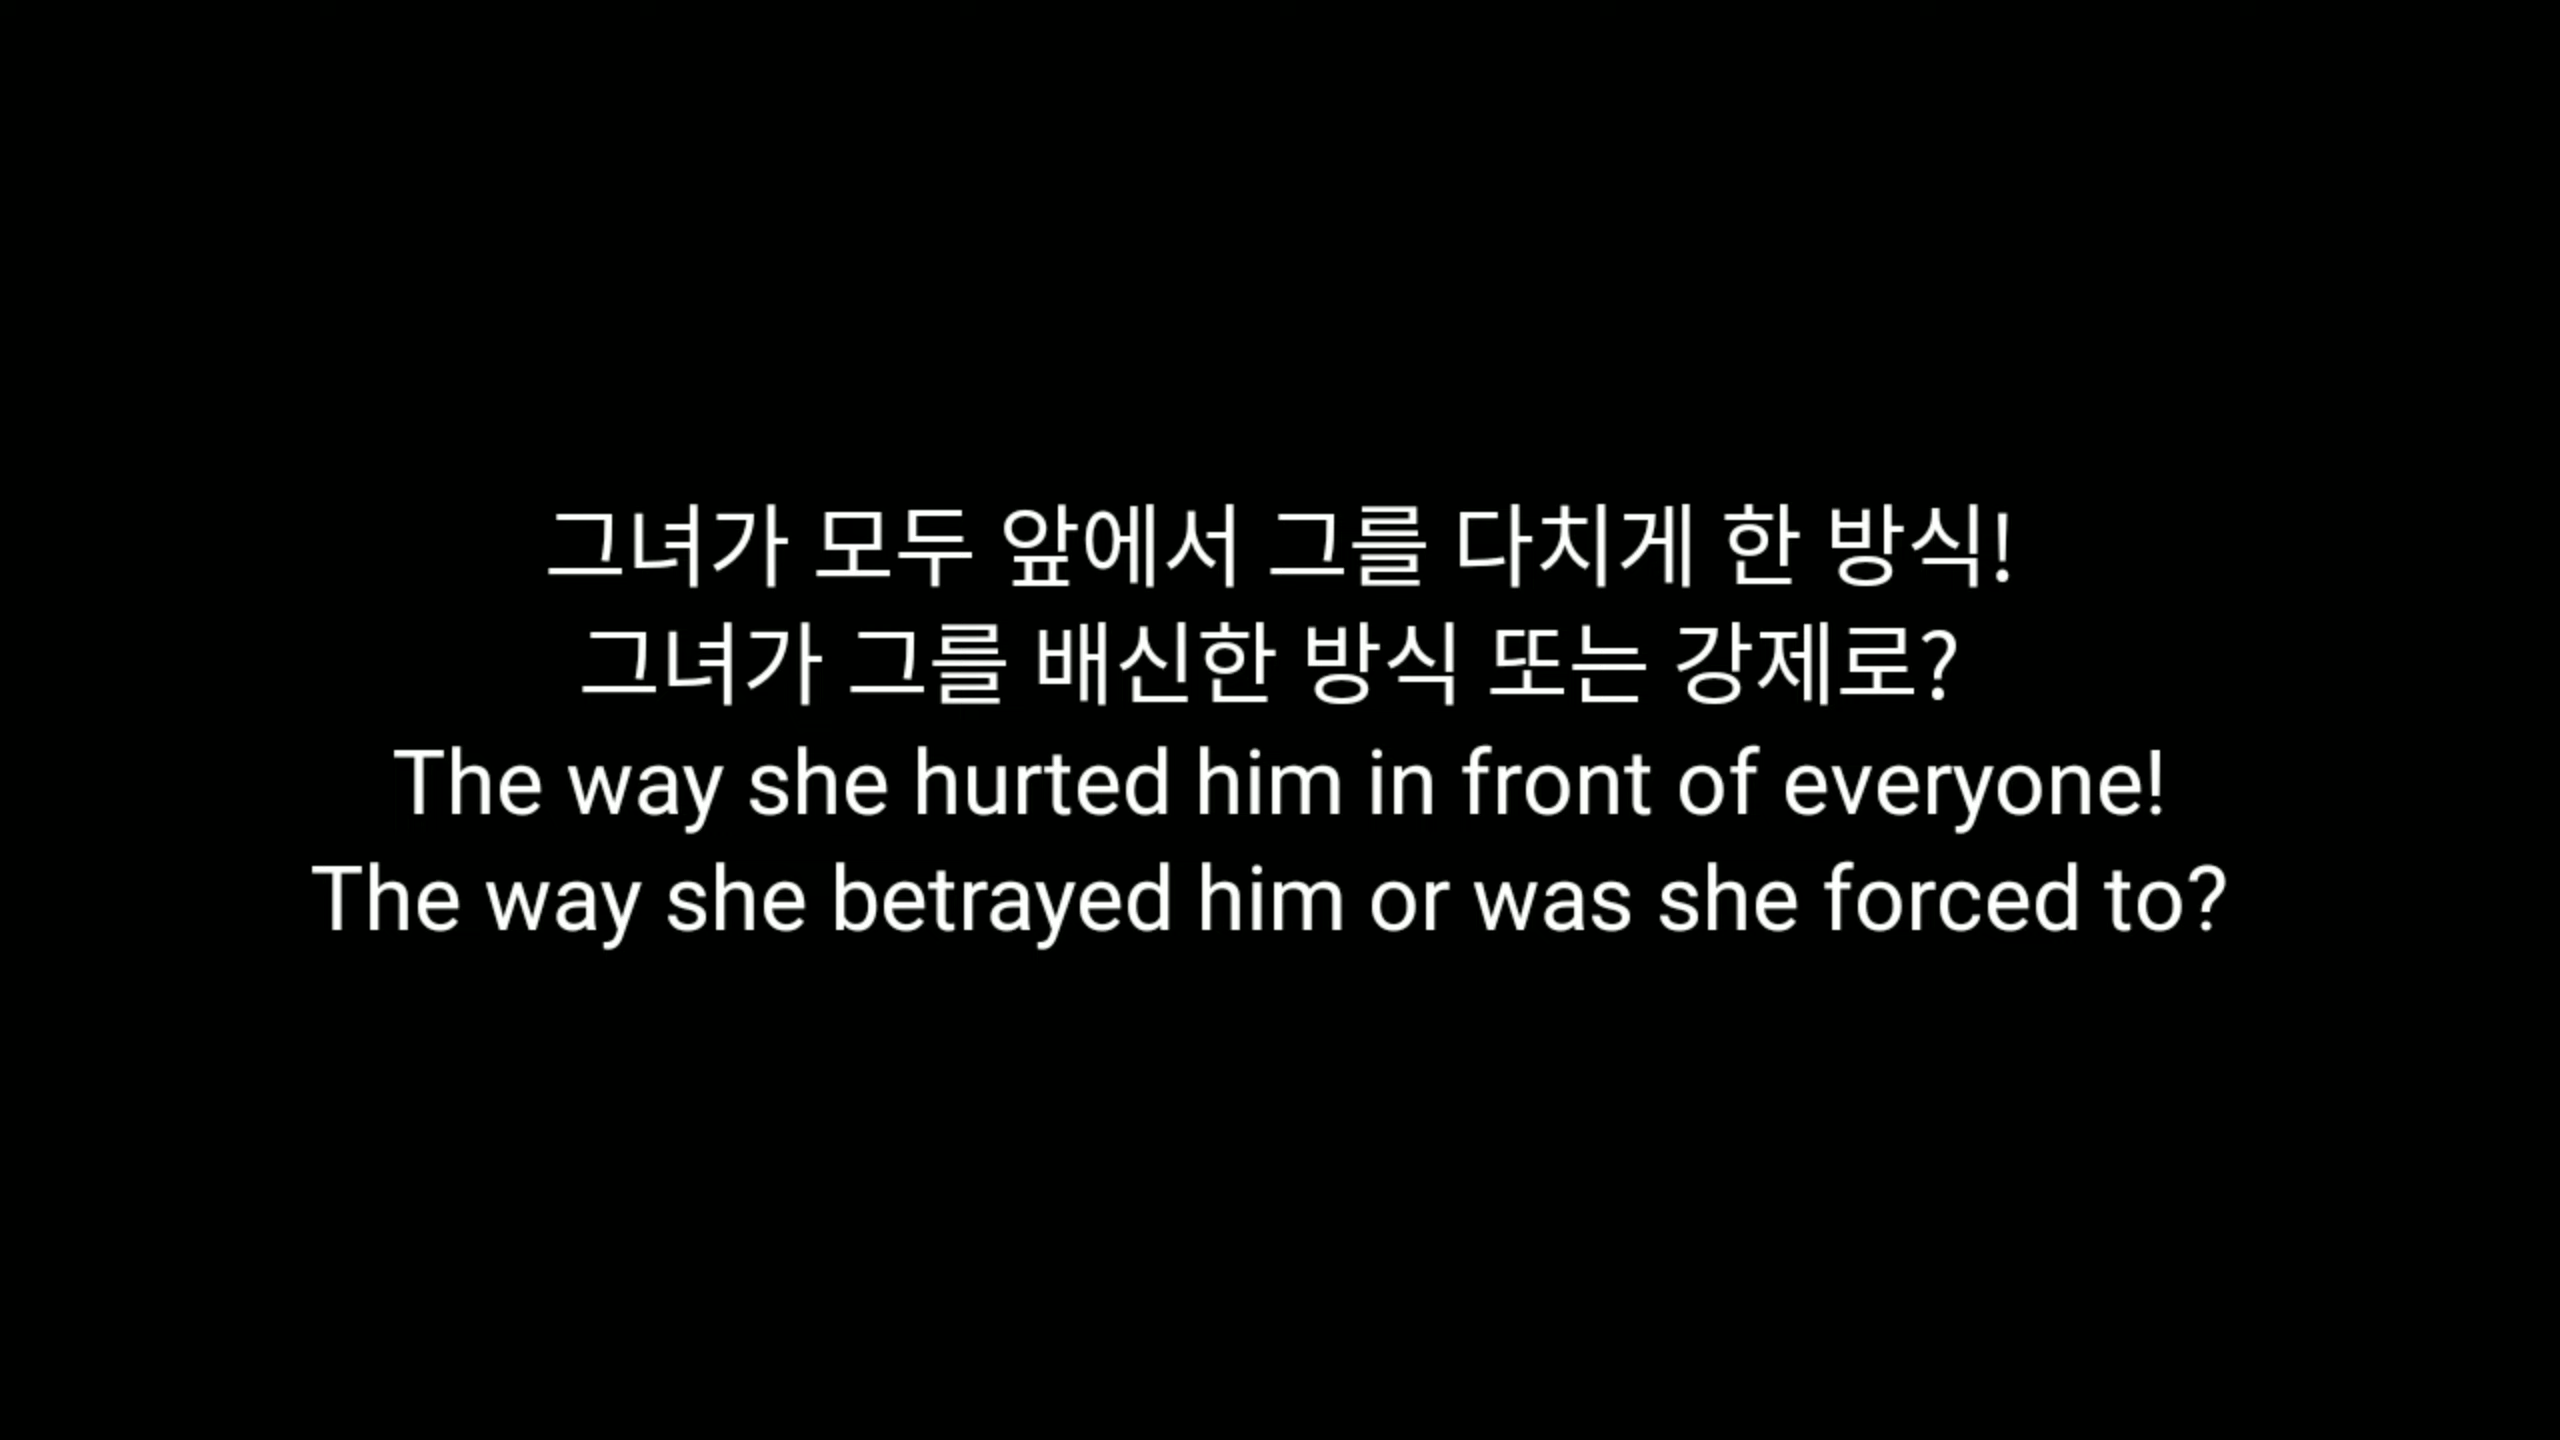 그녀가 모두 앞에서 그를 다치게 한 방식!
그녀가 그를 배신한 방식 또는 강제로?
The way she hurted him in front of everyone!
The way she betrayed him or was she forced to?